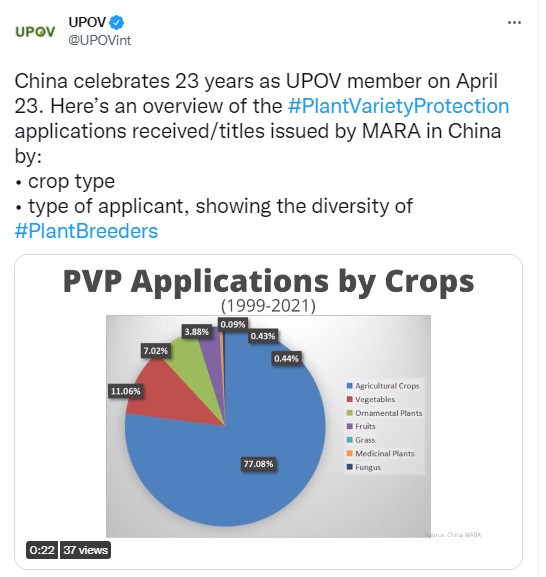 UPOV
UPOV
@UPOVint
China celebrates 23 years as UPOV member on April
23. Here’s an overview of the #PlantVarietyProtection
applications received/titles issued by MARA in China
by:
• crop type
• type of applicant, showing the diversity of
#PlantBreeders
PVP Applications by Crops
(1999-2021)
0.09%
3.88%
0.43%
7.02%
0.44%
11.06%
77.08%
Agricultural Crops
Vegetables
Ornamental Plants
Fruits
Grass
Medicinal Plants
Fungus
Source: China MARA
0:22
37 views